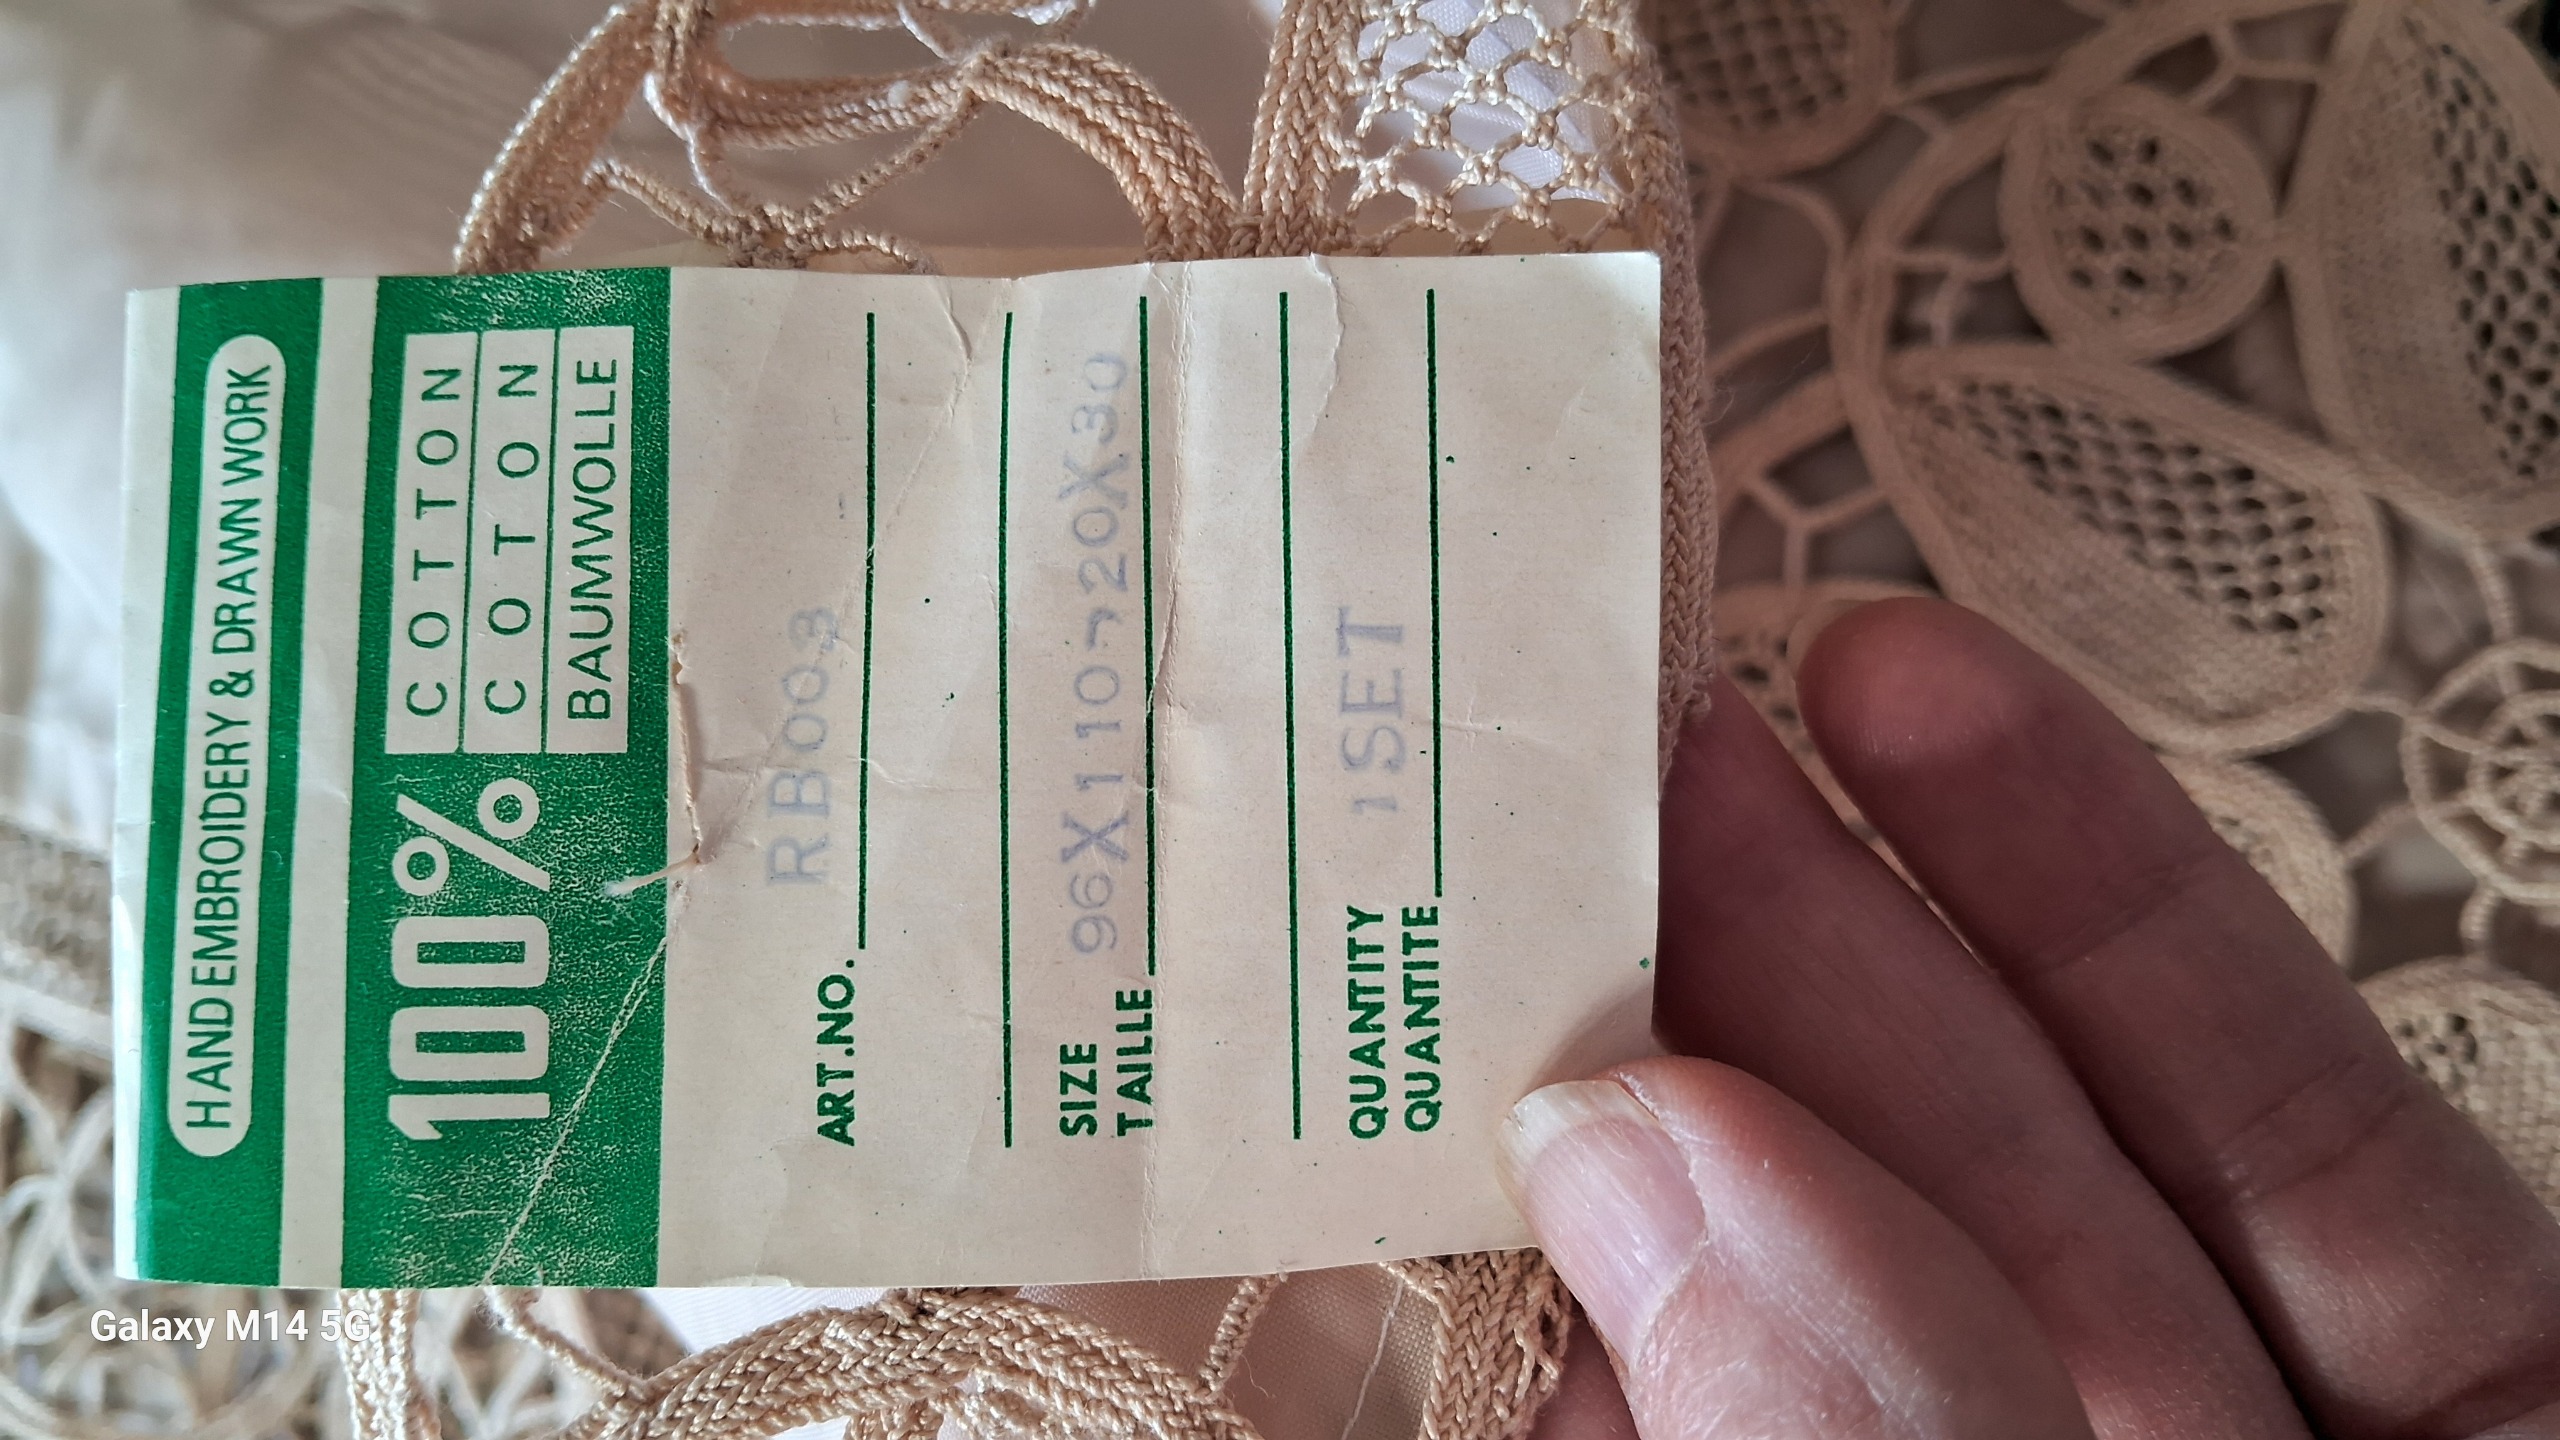 HAND EMBROIDERY & DRAWN WORK
100%
COTTON
COTON
BAUMWOLLE
ART.NO. RB003
SIZE
TAILLE 96X110 720X30
QUANTITY
QUANTITE 1SET
Galaxy M14 5G